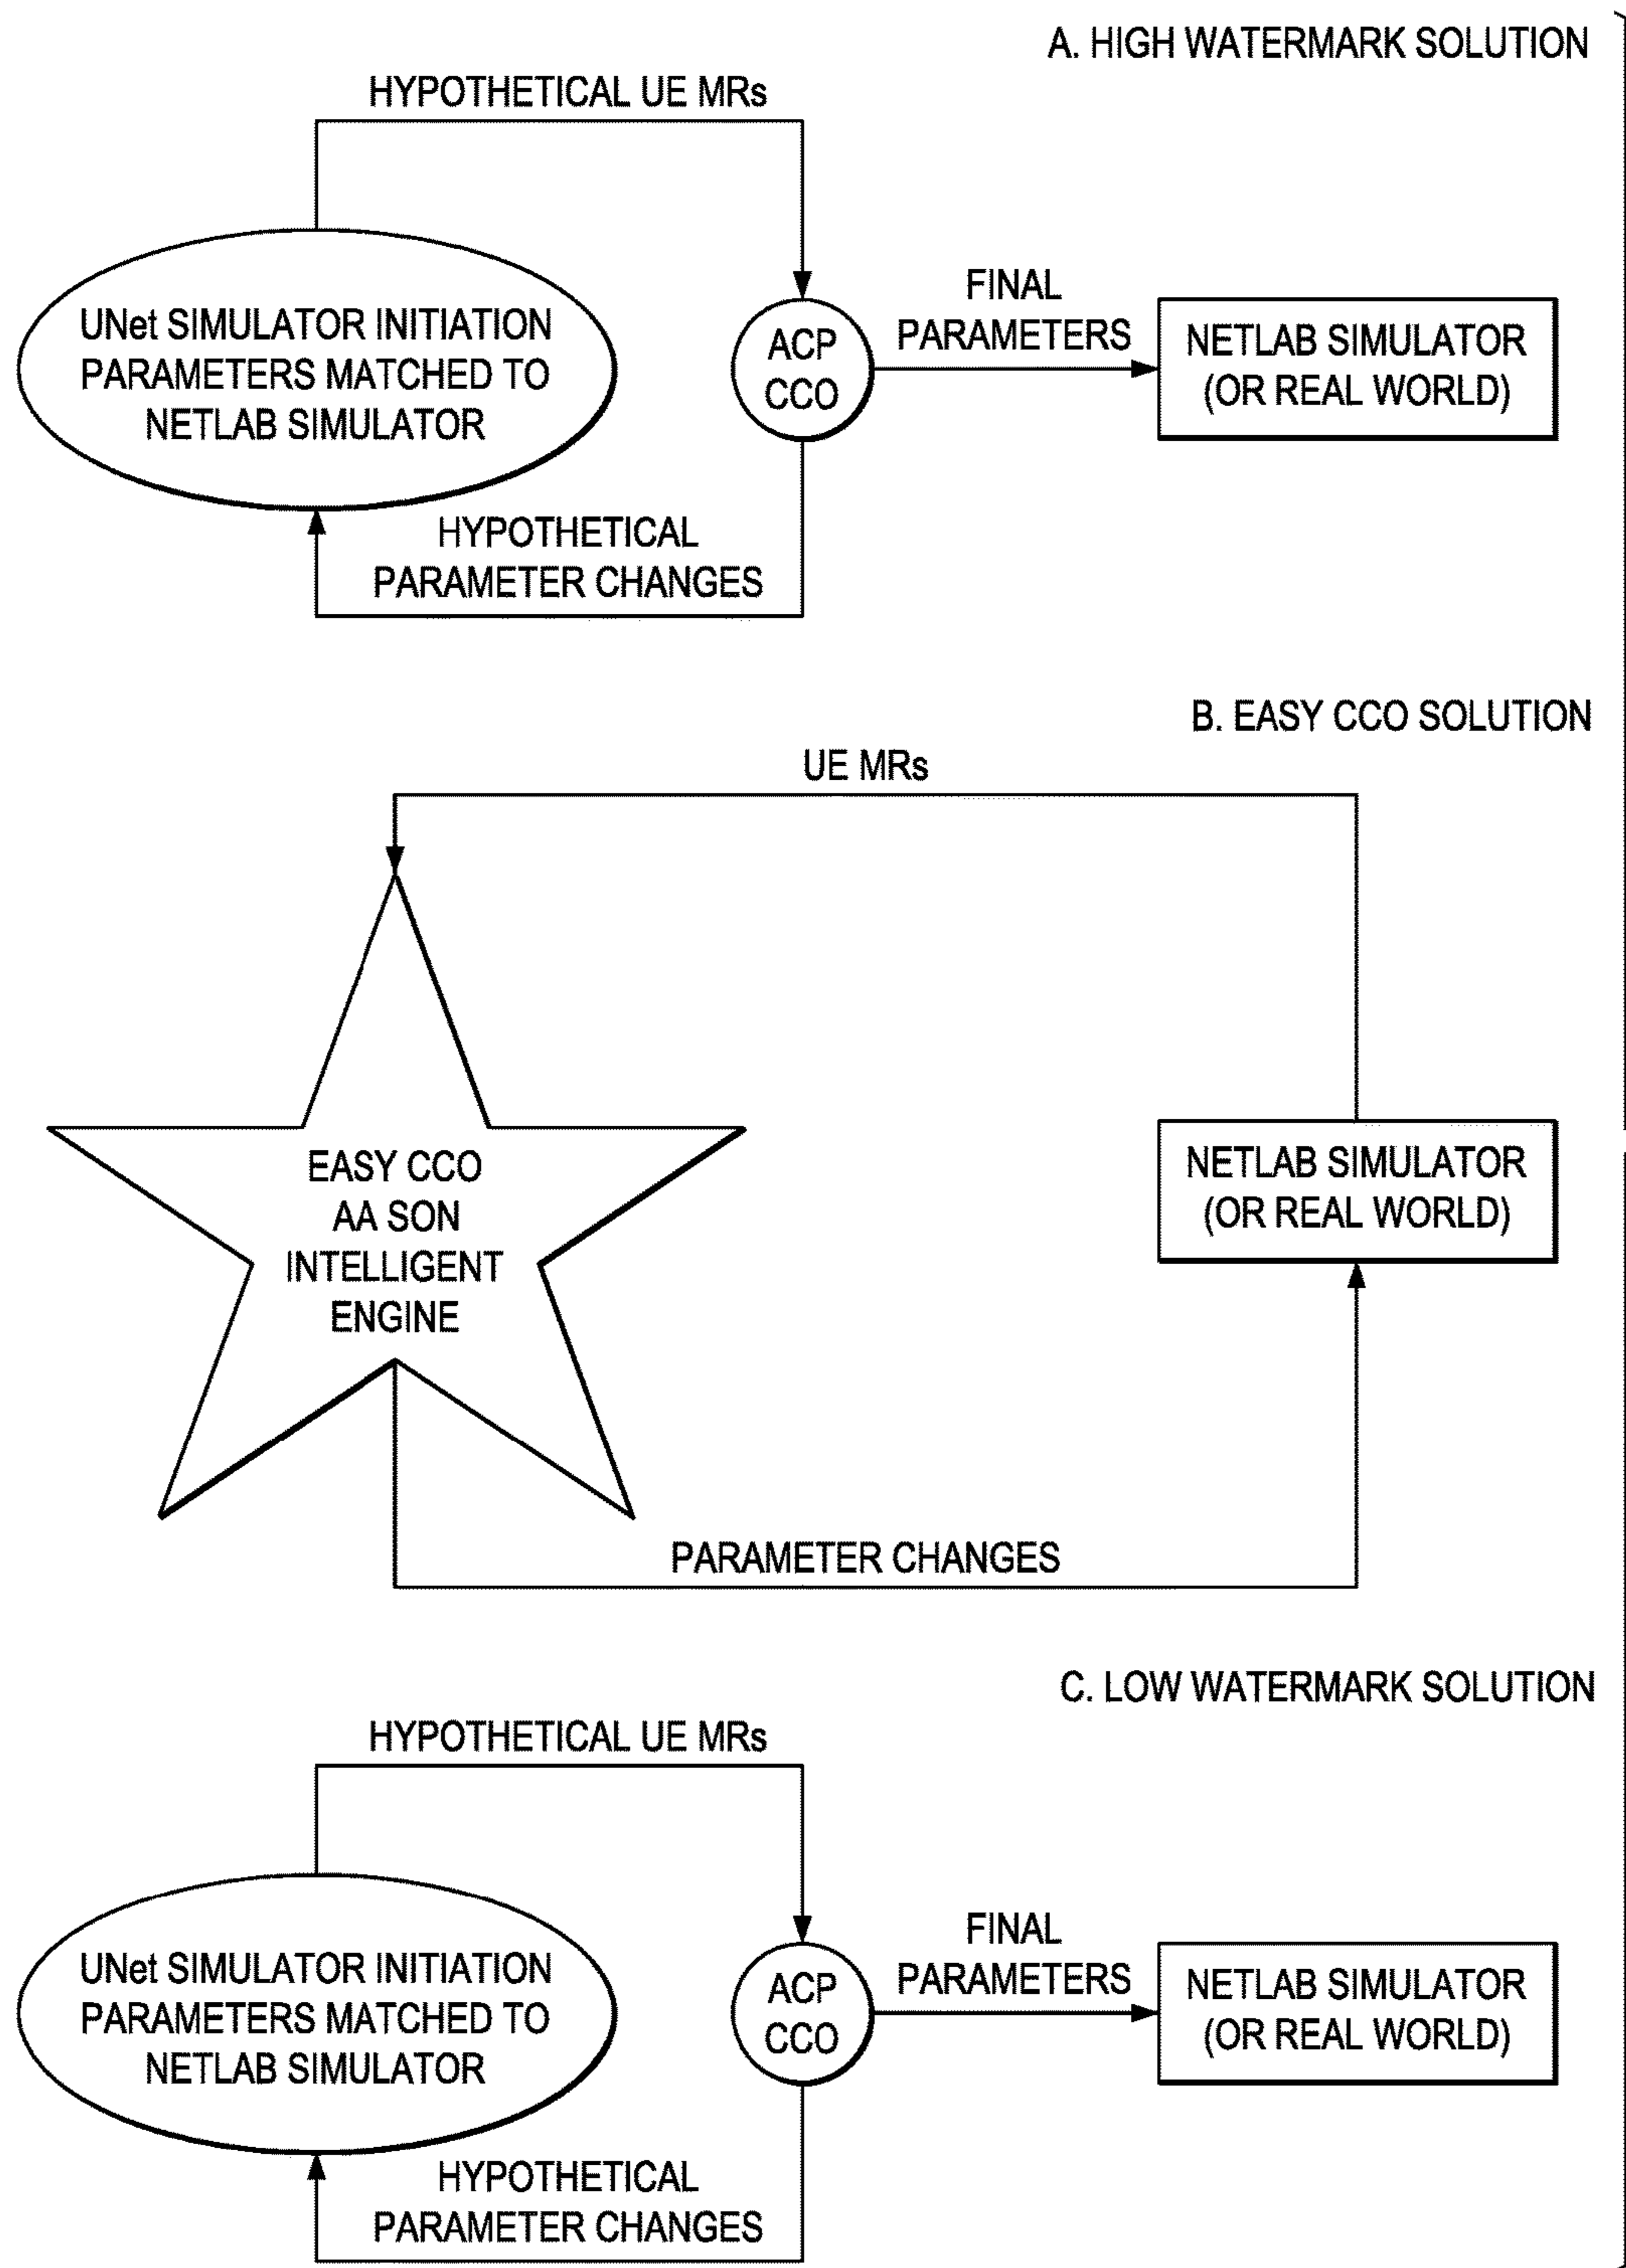 A. HIGH WATERMARK SOLUTION
HYPOTHETICAL UE MRs
UNet SIMULATOR INITIATION
PARAMETERS MATCHED TO
NETLAB SIMULATOR
ACP
CCO
FINAL
PARAMETERS
NETLAB SIMULATOR
(OR REAL WORLD)
HYPOTHETICAL
PARAMETER CHANGES
B. EASY CCO SOLUTION
UE MRs
EASY CCO
AA SON
INTELLIGENT
ENGINE
NETLAB SIMULATOR
(OR REAL WORLD)
PARAMETER CHANGES
C. LOW WATERMARK SOLUTION
HYPOTHETICAL UE MRs
UNet SIMULATOR INITIATION
PARAMETERS MATCHED TO
NETLAB SIMULATOR
ACP
CCO
FINAL
PARAMETERS
NETLAB SIMULATOR
(OR REAL WORLD)
HYPOTHETICAL
PARAMETER CHANGES